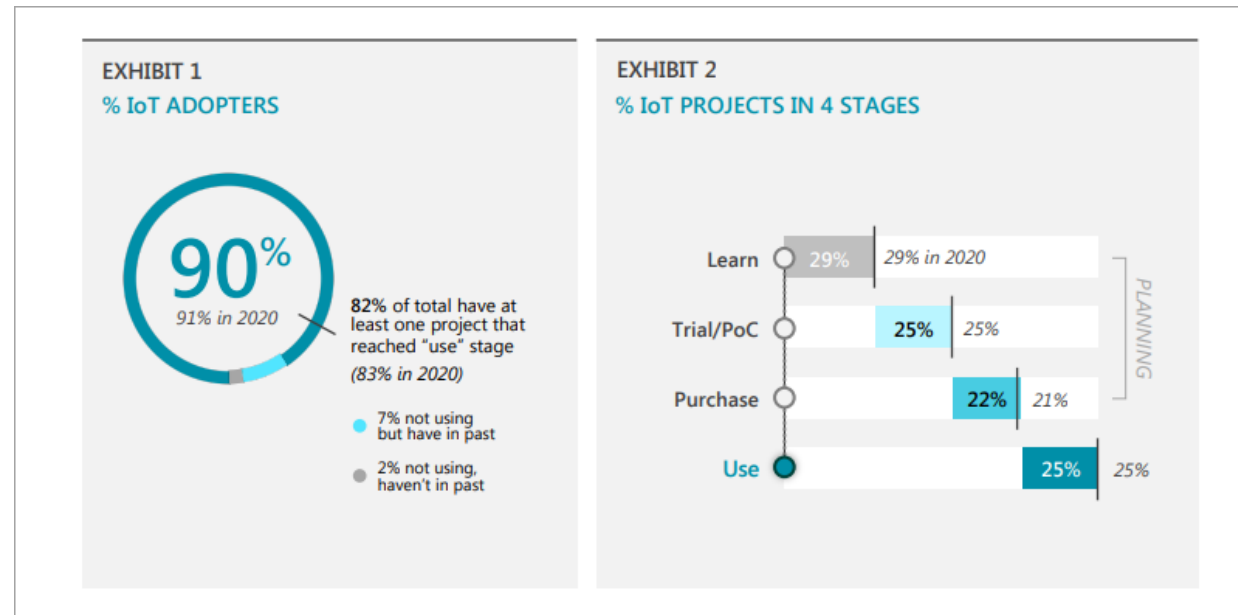 EXHIBIT 1
% IoT ADOPTERS
90%
91% in 2020
82% of total have at
least one project that
reached “use” stage
(83% in 2020)
7% not using
but have in past
2% not using,
haven’t in past
EXHIBIT 2
% IoT PROJECTS IN 4 STAGES
Learn 29% 29% in 2020
Trial/PoC 25% 25%
Purchase 22% 21%
Use 25% 25%
PLANNING